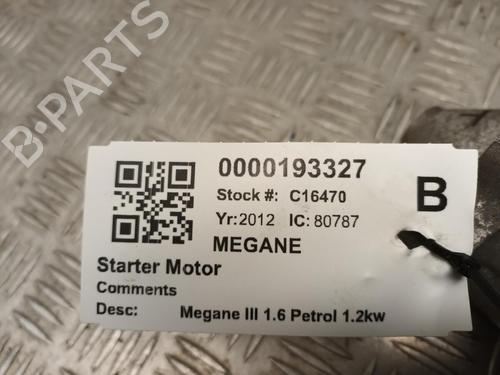 B-PARTS
0000193327
Stock #: C16470
B
Yr:2012 IC: 80787
MEGANE
Starter Motor
Comments
Desc: Megane III 1.6 Petrol 1.2kw